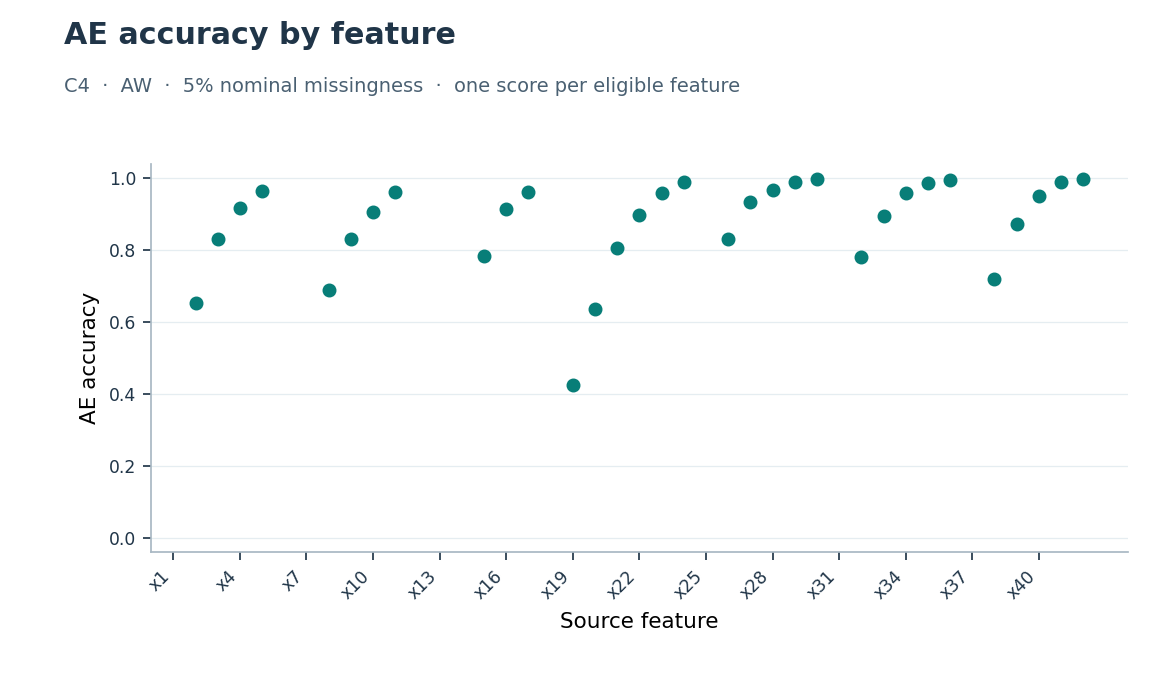 AE accuracy by feature
C4 · AW · 5% nominal missingness · one score per eligible feature
1.0
0.8
0.6
0.4
0.2
0.0
AE accuracy
x1 x4 x7 x10 x13 x16 x19 x22 x25 x28 x31 x34 x37 x40
Source feature